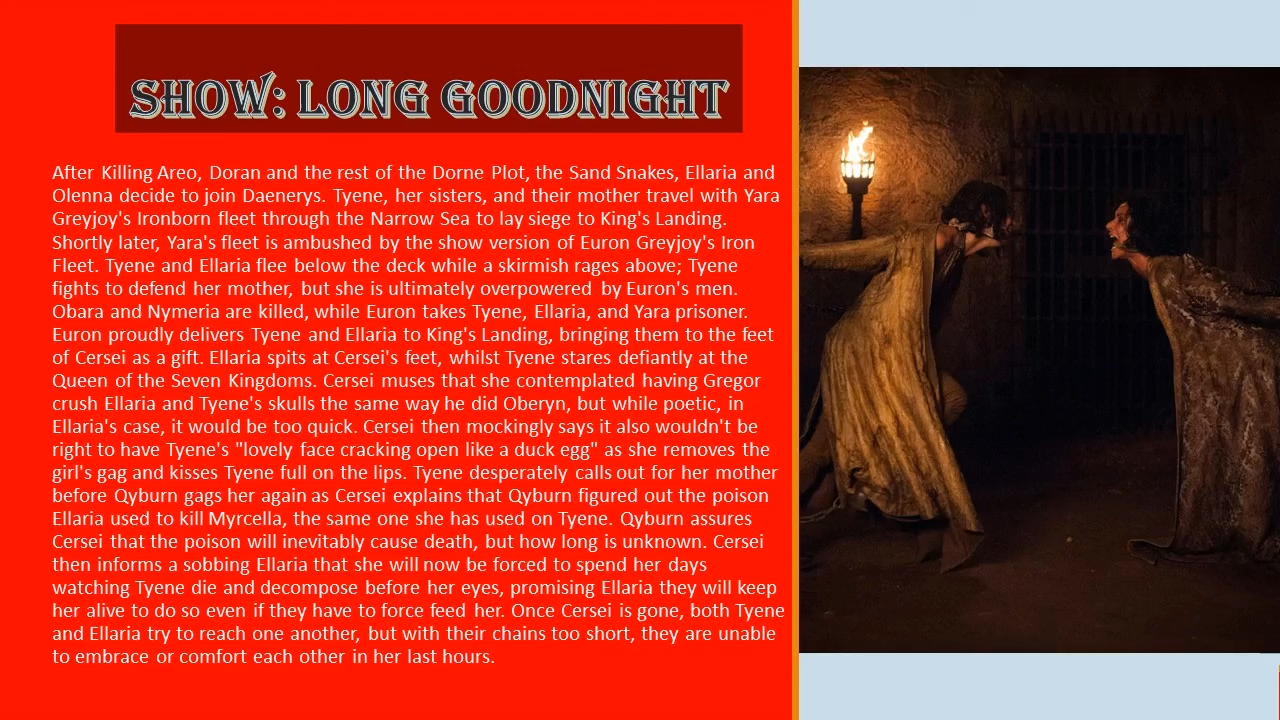 SHOW: LONG GOODNIGHT
After Killing Areo, Doran and the rest of the Dorne Plot, the Sand Snakes, Ellaria and
Olenna decide to join Daenerys. Tyene, her sisters, and their mother travel with Yara
Greyjoy's Ironborn fleet through the Narrow Sea to lay siege to King's Landing.
Shortly later, Yara's fleet is ambushed by the show version of Euron Greyjoy's Iron
Fleet. Tyene and Ellaria flee below the deck while a skirmish rages above; Tyene
fights to defend her mother, but she is ultimately overpowered by Euron's men.
Obara and Nymeria are killed, while Euron takes Tyene, Ellaria, and Yara prisoner.
Euron proudly delivers Tyene and Ellaria to King's Landing, bringing them to the feet
of Cersei as a gift. Ellaria spits at Cersei's feet, whilst Tyene stares defiantly at the
Queen of the Seven Kingdoms. Cersei muses that she contemplated having Gregor
crush Ellaria and Tyene's skulls the same way he did Oberyn, but while poetic, in
Ellaria's case, it would be too quick. Cersei then mockingly says it also wouldn't be
right to have Tyene's "lovely face cracking open like a duck egg" as she removes the
girl's gag and kisses Tyene full on the lips. Tyene desperately calls out for her mother
before Qyburn gags her again as Cersei explains that Qyburn figured out the poison
Ellaria used to kill Myrcella, the same one she has used on Tyene. Qyburn assures
Cersei that the poison will inevitably cause death, but how long is unknown. Cersei
then informs a sobbing Ellaria that she will now be forced to spend her days
watching Tyene die and decompose before her eyes, promising Ellaria they will keep
her alive to do so even if they have to force feed her. Once Cersei is gone, both Tyene
and Ellaria try to reach one another, but with their chains too short, they are unable
to embrace or comfort each other in her last hours.